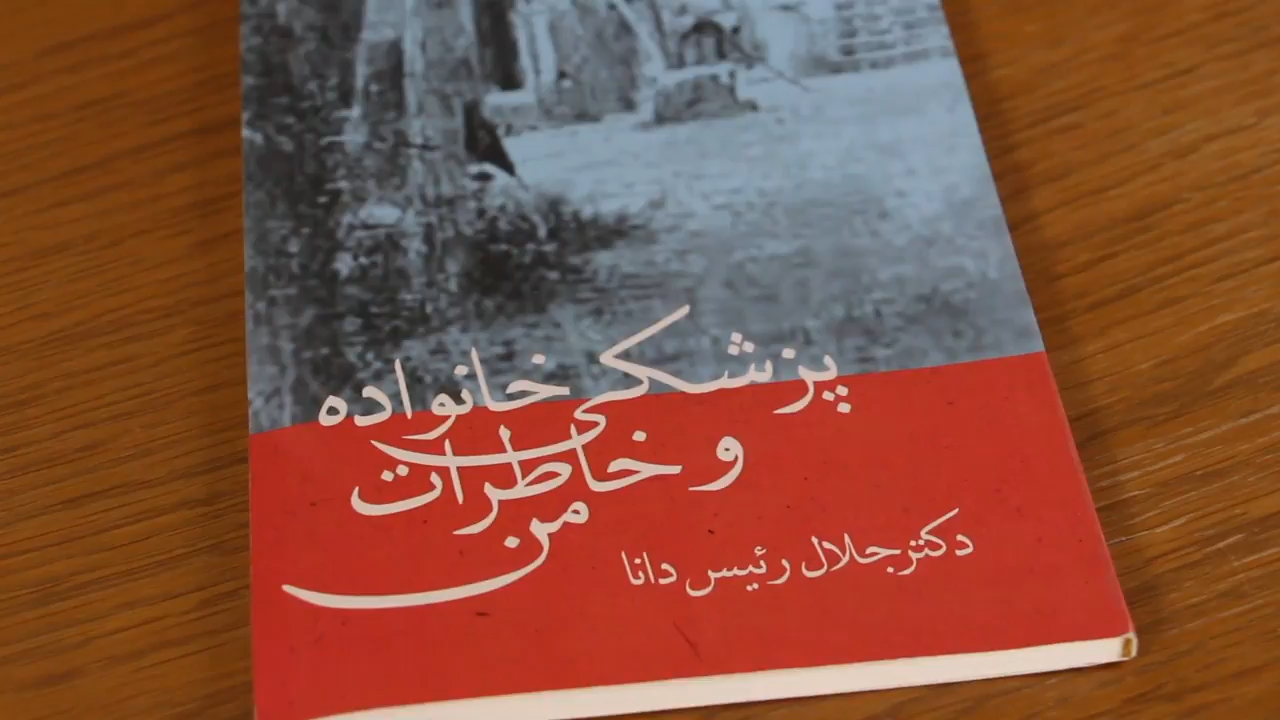 پزشکی خانواده
و خاطرات
من
دکتر جلال رئیس دانا